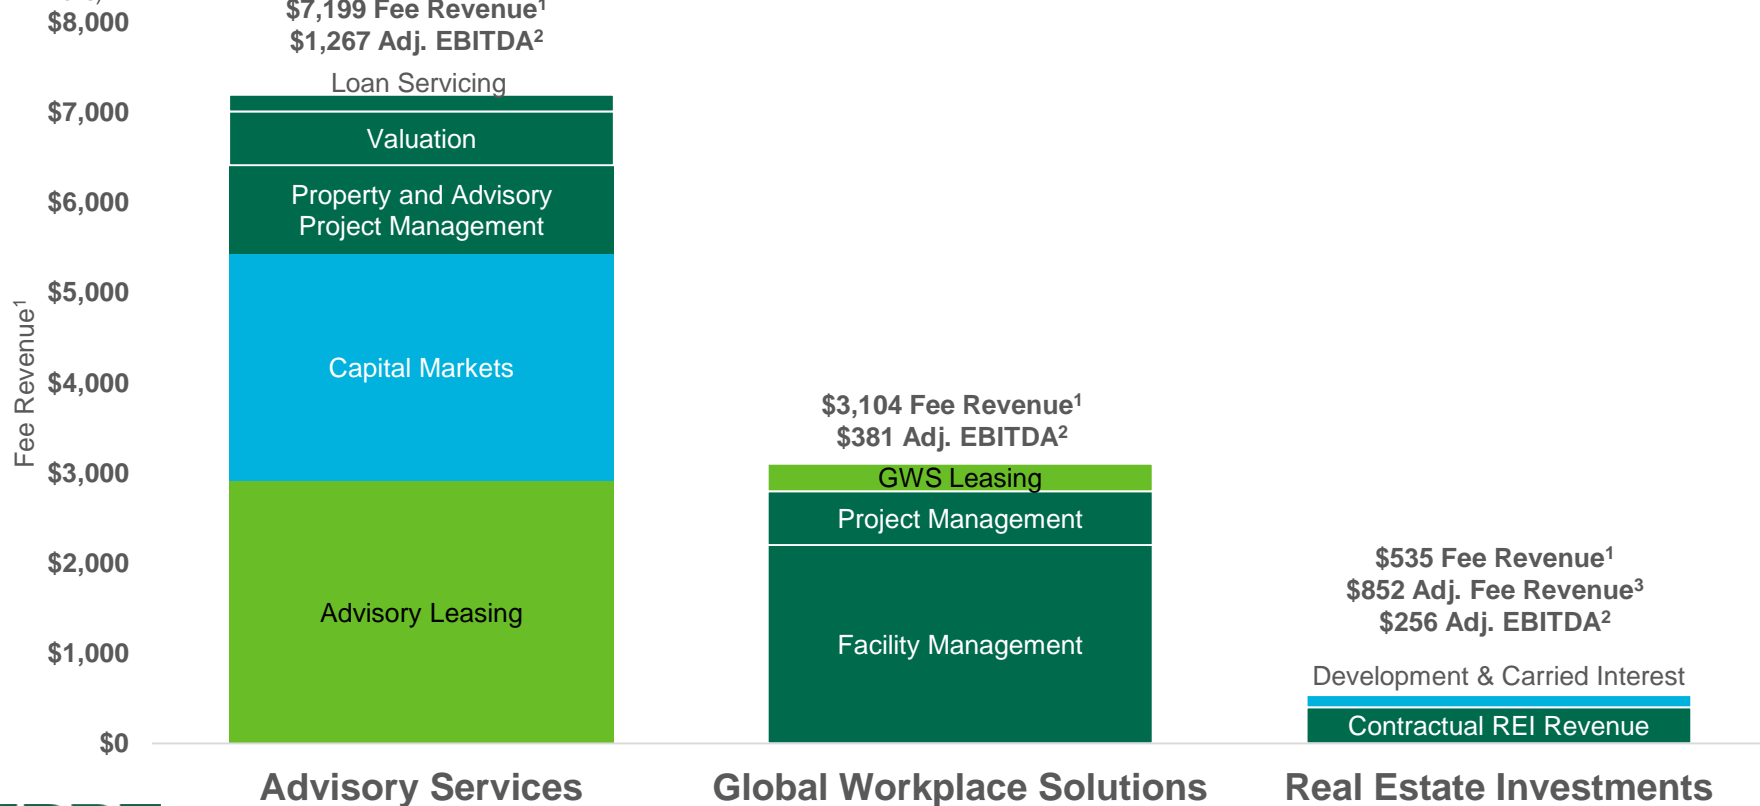 $8,000
$7,000
$6,000
$5,000
$4,000
$3,000
$2,000
$1,000
$0
Fee Revenue¹
$7,199 Fee Revenue¹
$1,267 Adj. EBITDA²
Loan Servicing
Valuation
Property and Advisory
Project Management
Capital Markets
Advisory Leasing
$3,104 Fee Revenue¹
$381 Adj. EBITDA²
GWS Leasing
Project Management
Facility Management
$535 Fee Revenue¹
$852 Adj. Fee Revenue³
$256 Adj. EBITDA²
Development & Carried Interest
Contractual REI Revenue
Advisory Services
Global Workplace Solutions
Real Estate Investments